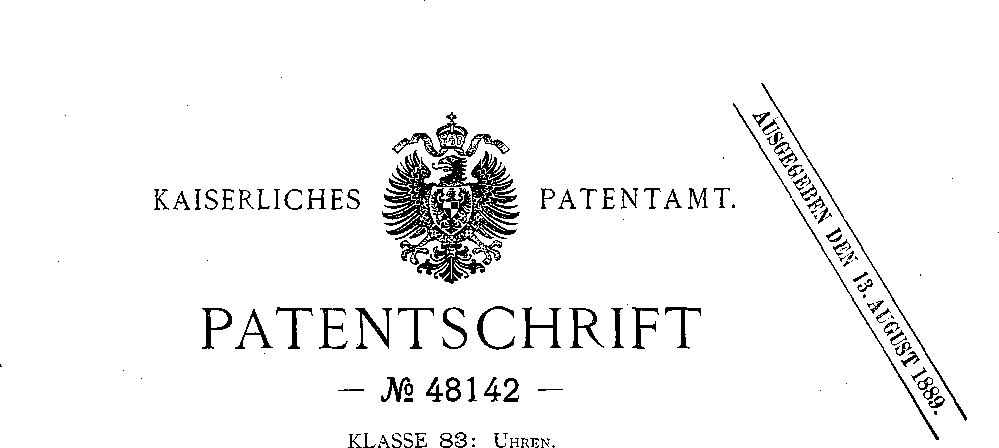 KAISERLICHES PATENTAMT.
AUSGEGEBEN DEN 13. AUGUST 1889.
PATENTSCHRIFT
— № 48142 —
KLASSE 83: UHREN.